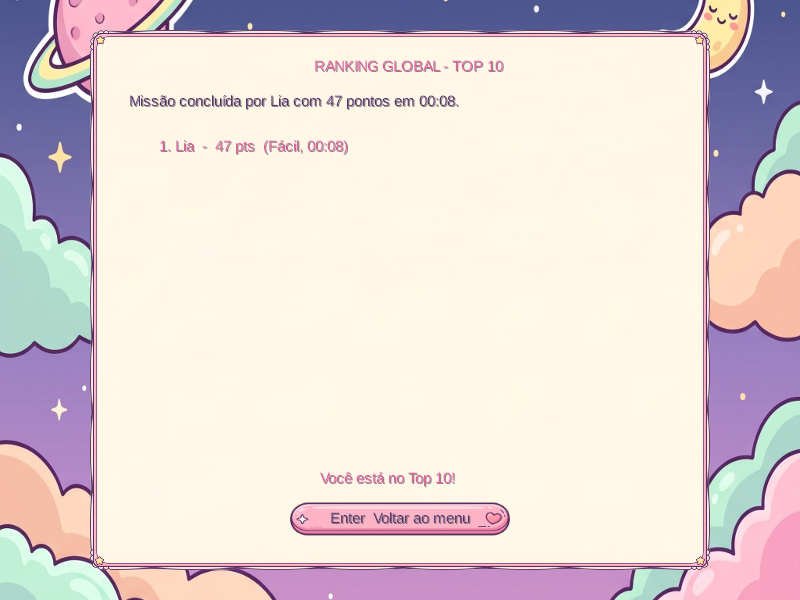 RANKING GLOBAL - TOP 10
Missão concluída por Lia com 47 pontos em 00:08.
1. Lia - 47 pts (Fácil, 00:08)
Você está no Top 10!
Enter Voltar ao menu